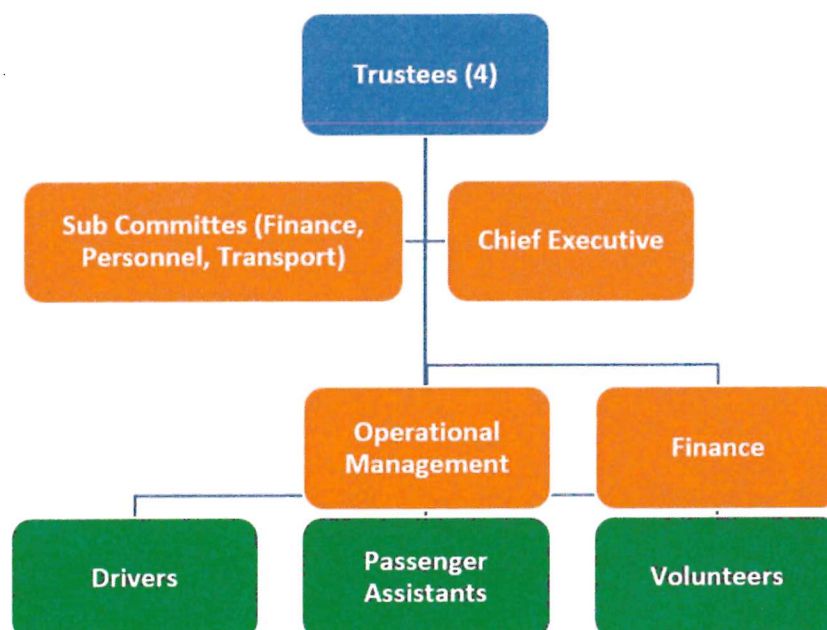 Trustees (4)
Sub Committes (Finance,
Personnel, Transport)
Chief Executive
Operational
Management
Finance
Drivers
Passenger
Assistants
Volunteers